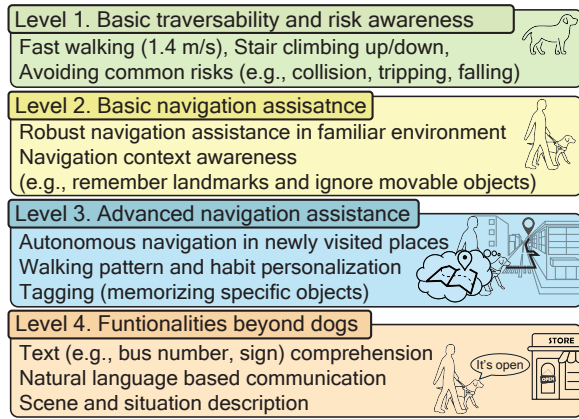 Level 1. Basic traversability and risk awareness
Fast walking (1.4 m/s), Stair climbing up/down,
Avoiding common risks (e.g., collision, tripping, falling)
Level 2. Basic navigation assisatnce
Robust navigation assistance in familiar environment
Navigation context awareness
(e.g., remember landmarks and ignore movable objects)
Level 3. Advanced navigation assistance
Autonomous navigation in newly visited places
Walking pattern and habit personalization
Tagging (memorizing specific objects)
Level 4. Funtionalities beyond dogs
Text (e.g., bus number, sign) comprehension
Natural language based communication
Scene and situation description
It's open
STORE
OPEN